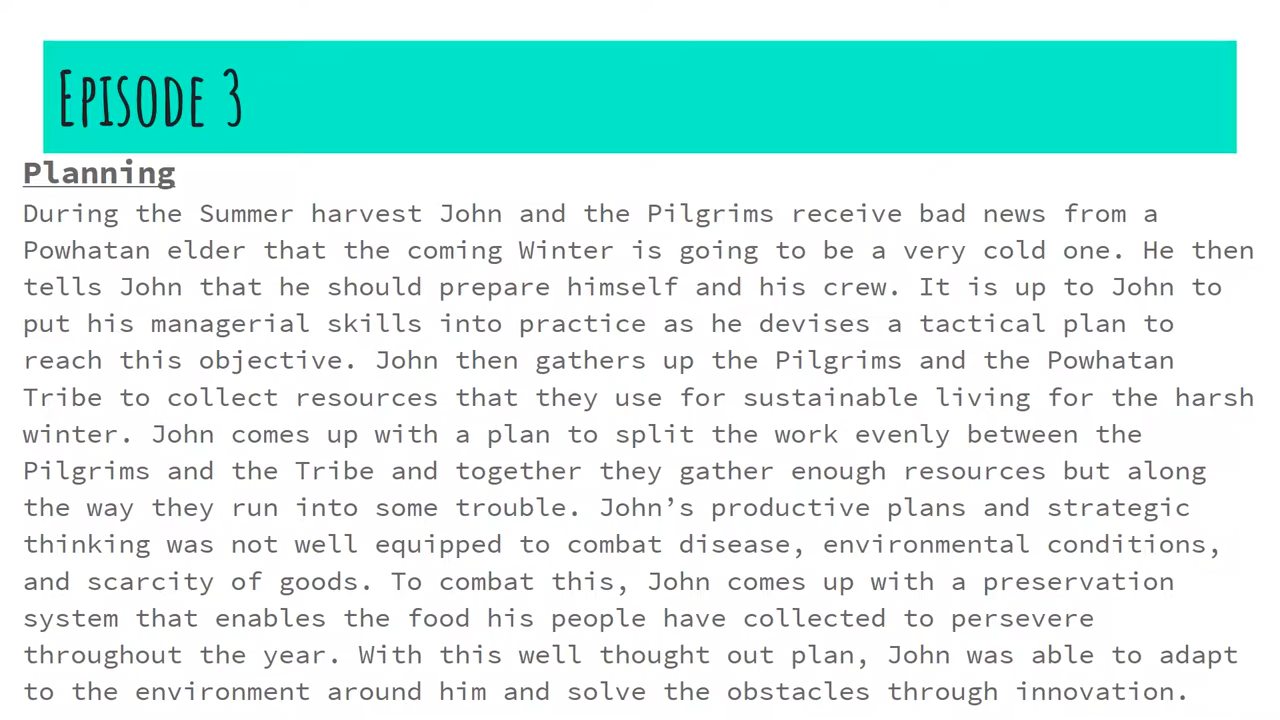 Episode 3
Planning
During the Summer harvest John and the Pilgrims receive bad news from a
Powhatan elder that the coming Winter is going to be a very cold one. He then
tells John that he should prepare himself and his crew. It is up to John to
put his managerial skills into practice as he devises a tactical plan to
reach this objective. John then gathers up the Pilgrims and the Powhatan
Tribe to collect resources that they use for sustainable living for the harsh
winter. John comes up with a plan to split the work evenly between the
Pilgrims and the Tribe and together they gather enough resources but along
the way they run into some trouble. John’s productive plans and strategic
thinking was not well equipped to combat disease, environmental conditions,
and scarcity of goods. To combat this, John comes up with a preservation
system that enables the food his people have collected to persevere
throughout the year. With this well thought out plan, John was able to adapt
to the environment around him and solve the obstacles through innovation.